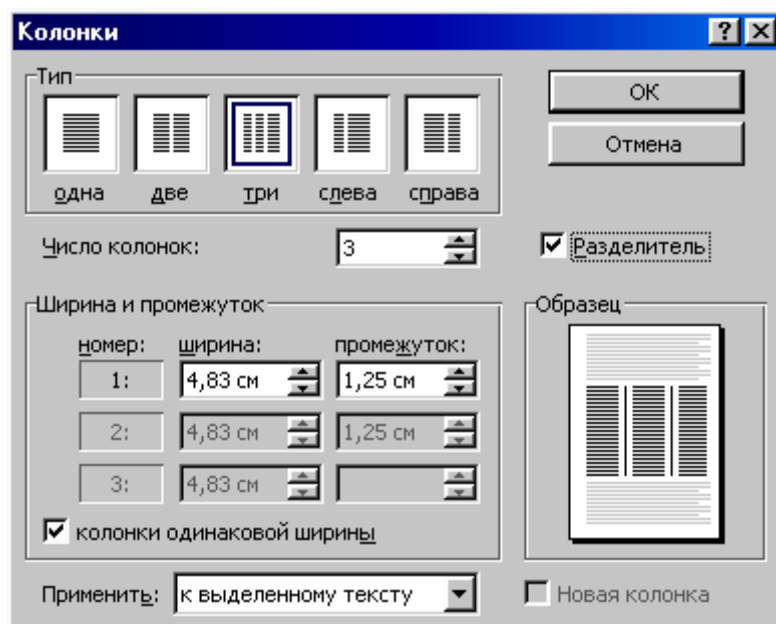 Колонки
Тип
одна две три слева справа
ОК
Отмена
Число колонок: 3
Разделитель
Ширина и промежуток
номер: ширина: промежуток:
1: 4,83 см 1,25 см
2: 4,83 см 1,25 см
3: 4,83 см
колонки одинаковой ширины
Образец
Применить: к выделенному тексту
Новая колонка